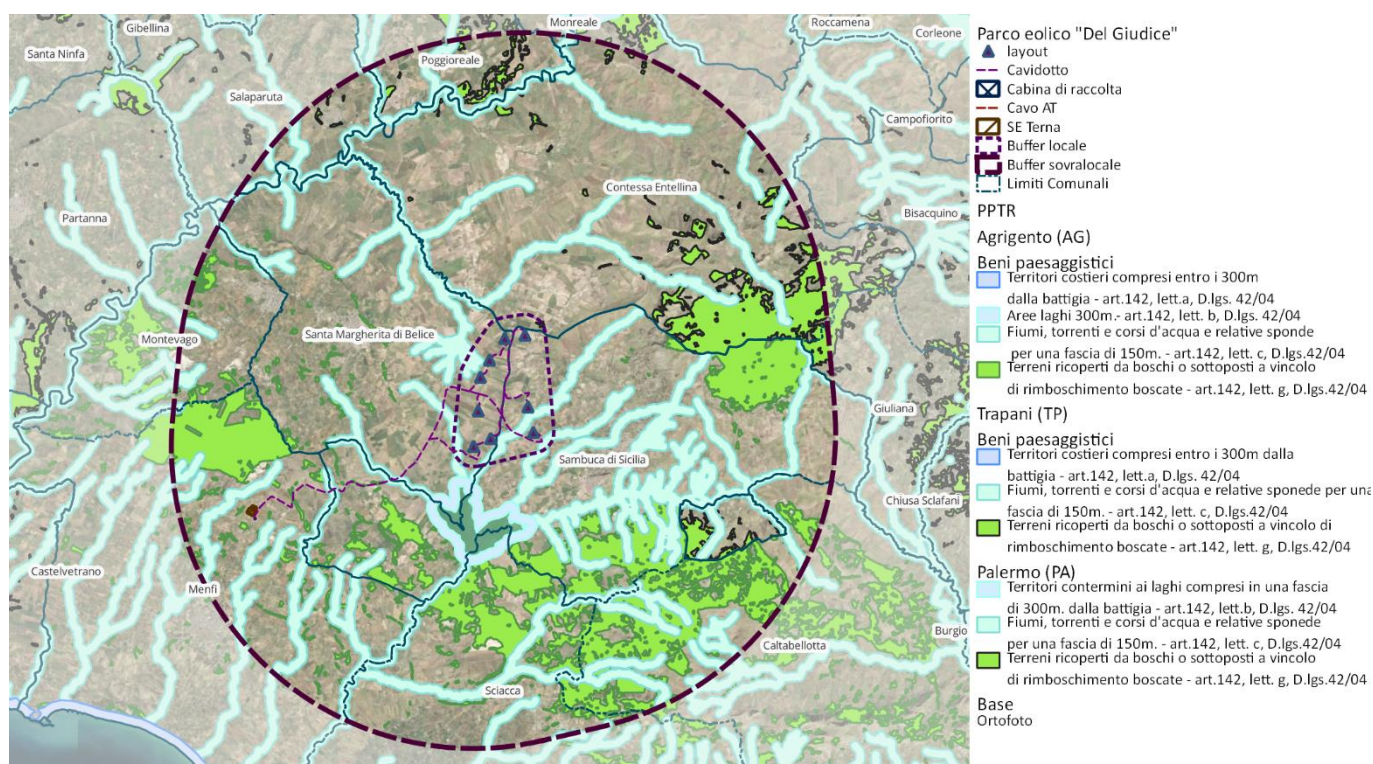 Gibellina
Monreale
Roccamena
Corleone
Santa Ninfa
Poggioreale
Salaparuta
Campofiorito
Contessa Entellina
Partanna
Bisacquino
Montevago
Santa Margherita di Belice
Giuliana
Sambuca di Sicilia
Chiusa Sclafani
Castelvetrano
Menfi
Burgio
Caltabellotta
Sciacca
Parco eolico "Del Giudice"
layout
Cavidotto
Cabina di raccolta
Cavo AT
SE Terna
Buffer locale
Buffer sovralocale
Limiti Comunali
PPTR
Agrigento (AG)
Beni paesaggistici
Territori costieri compresi entro i 300m
dalla battigia - art.142, lett.a, D.lgs. 42/04
Aree laghi 300m.- art.142, lett. b, D.lgs. 42/04
Fiumi, torrenti e corsi d'acqua e relative sponde
per una fascia di 150m. - art.142, lett. c, D.lgs.42/04
Terreni ricoperti da boschi o sottoposti a vincolo
di rimboschimento boscate - art.142, lett. g, D.lgs.42/04
Trapani (TP)
Beni paesaggistici
Territori costieri compresi entro i 300m dalla
battigia - art.142, lett.a, D.lgs. 42/04
Fiumi, torrenti e corsi d'acqua e relative sponede per una
fascia di 150m. - art.142, lett. c, D.lgs.42/04
Terreni ricoperti da boschi o sottoposti a vincolo di
rimboschimento boscate - art.142, lett. g, D.lgs.42/04
Palermo (PA)
Territori contermini ai laghi compresi in una fascia
di 300m. dalla battigia - art.142, lett.b, D.lgs. 42/04
Fiumi, torrenti e corsi d'acqua e relative sponede
per una fascia di 150m. - art.142, lett. c, D.lgs.42/04
Terreni ricoperti da boschi o sottoposti a vincolo
di rimboschimento boscate - art.142, lett. g, D.lgs.42/04
Base
Ortofoto